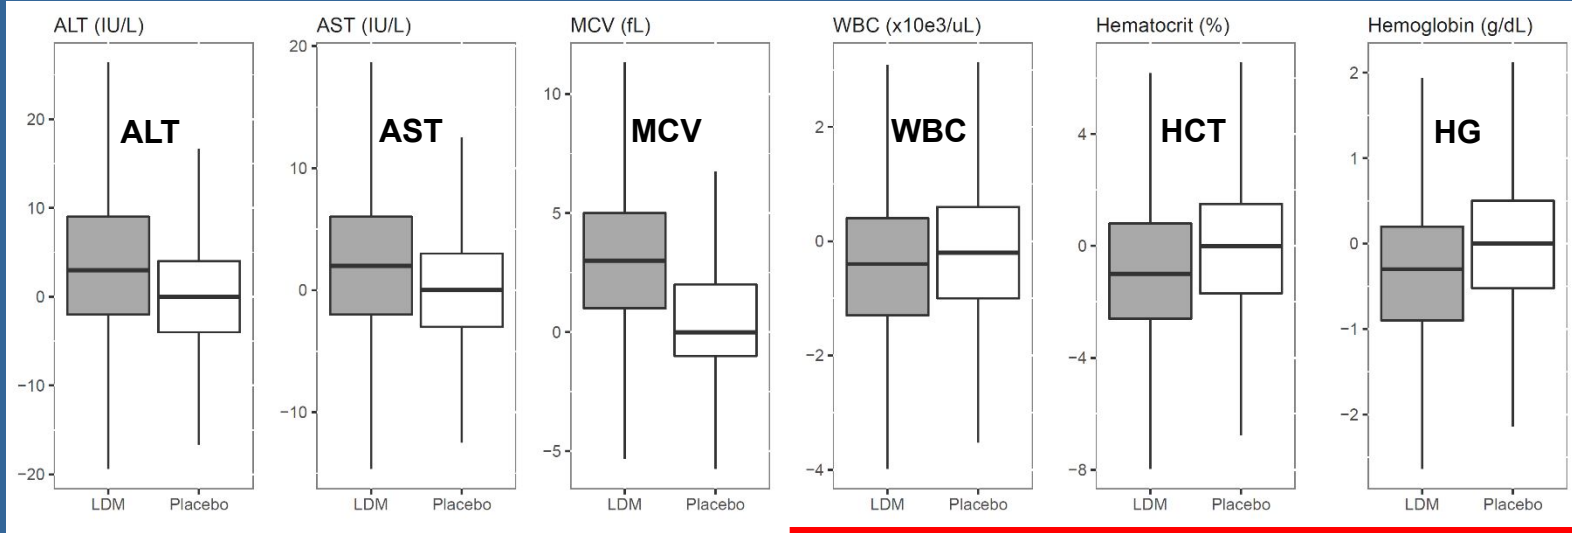 ALT (IU/L)
20
10
0
−10
−20
ALT
LDM Placebo
AST (IU/L)
20
10
0
−10
AST
LDM Placebo
MCV (fL)
10
5
0
−5
MCV
LDM Placebo
WBC (x10e3/uL)
2
0
−2
−4
WBC
LDM Placebo
Hematocrit (%)
4
0
−4
−8
HCT
LDM Placebo
Hemoglobin (g/dL)
2
1
0
−1
−2
HG
LDM Placebo